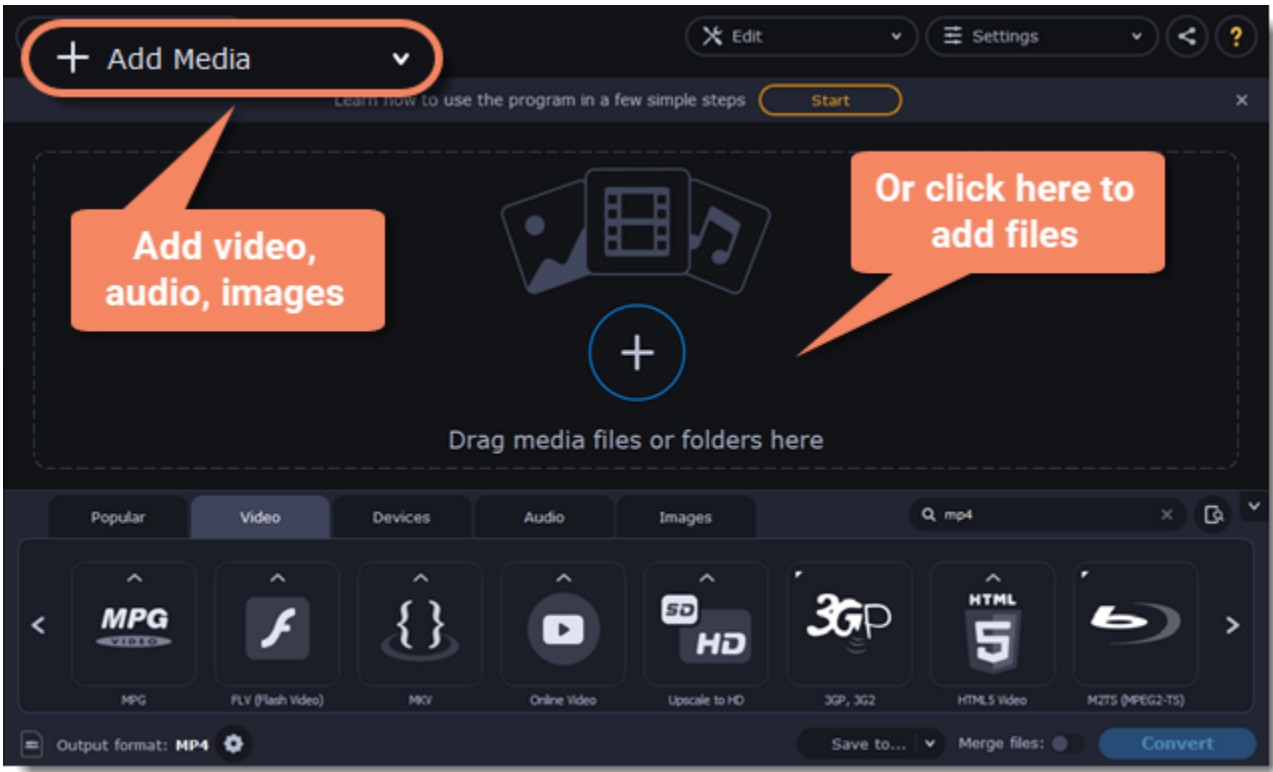 Add Media
Edit
Settings
?
Learn how to use the program in a few simple steps
Start
Add video,
audio, images
Or click here to
add files
Drag media files or folders here
Popular
Video
Devices
Audio
Images
mp4
MPG
VIDEO
SD
HD
3GP
HTML
5
MPG
FLV (Flash Video)
MKV
Online Video
Upscale to HD
3GP, 3G2
HTML5 Video
M2TS (MPEG2-TS)
Output format: MP4
Save to...
Merge files:
Convert